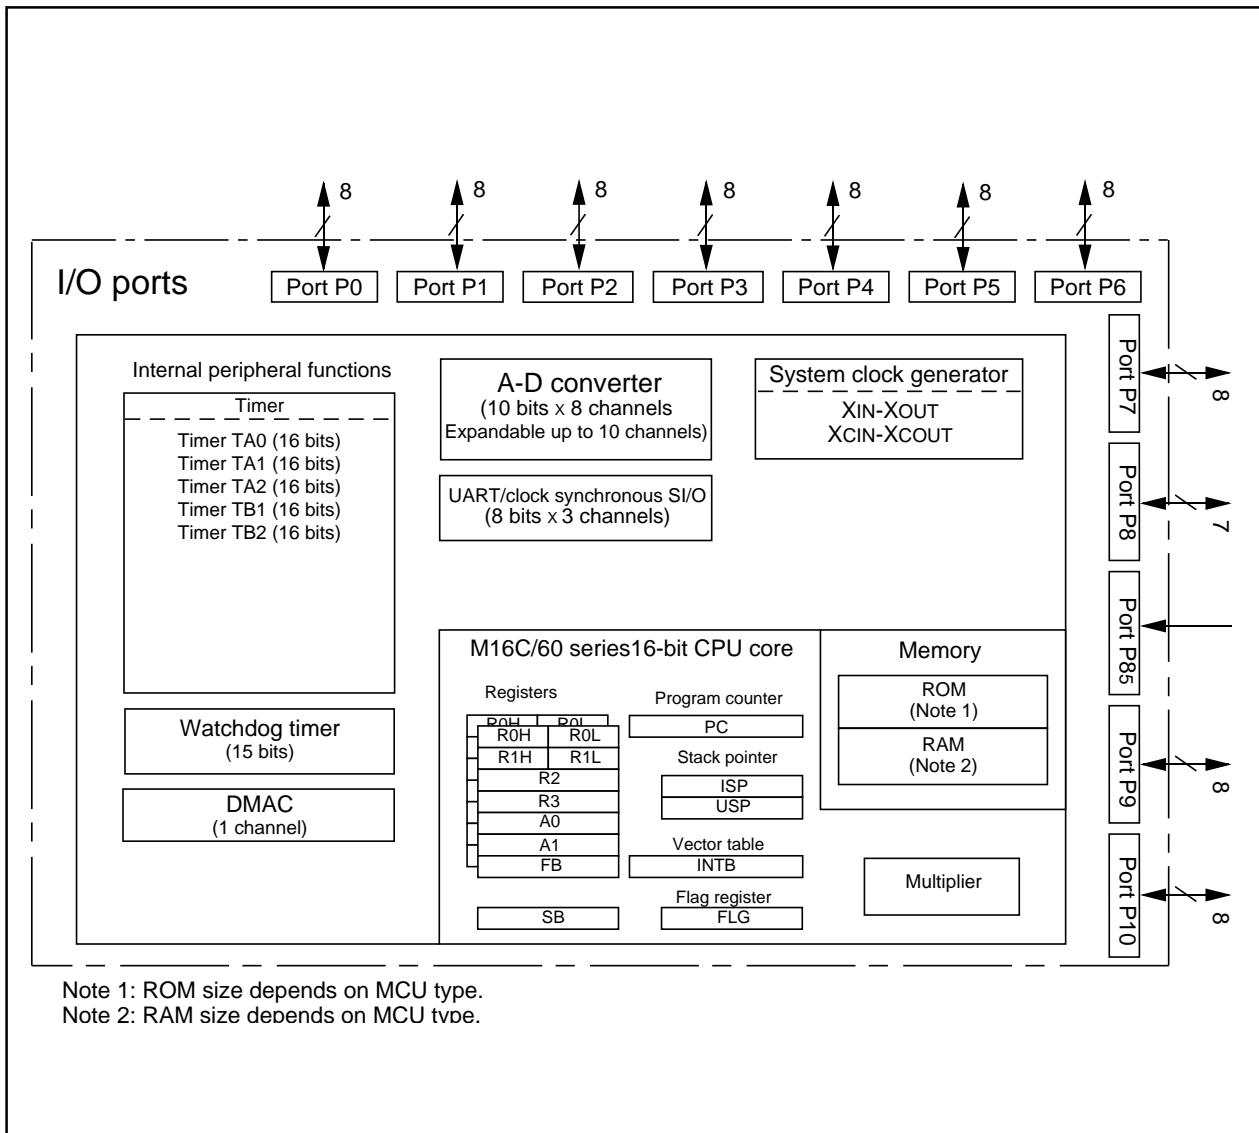 8 8 8 8 8 8 8
I/O ports
Port P0 Port P1 Port P2 Port P3 Port P4 Port P5 Port P6
Port P7
8
Port P8
7
Port P85
Port P9
8
Port P10
8
Internal peripheral functions
Timer
Timer TA0 (16 bits)
Timer TA1 (16 bits)
Timer TA2 (16 bits)
Timer TB1 (16 bits)
Timer TB2 (16 bits)
Watchdog timer
(15 bits)
DMAC
(1 channel)
A-D converter
(10 bits x 8 channels
Expandable up to 10 channels)
UART/clock synchronous SI/O
(8 bits x 3 channels)
System clock generator
XIN-XOUT
XCIN-XCOUT
M16C/60 series16-bit CPU core
Registers
R0H R0L
R0H R0L
R1H R1L
R2
R3
A0
A1
FB
SB
Program counter
PC
Stack pointer
ISP
USP
Vector table
INTB
Flag register
FLG
Memory
ROM
(Note 1)
RAM
(Note 2)
Multiplier
Note 1: ROM size depends on MCU type.
Note 2: RAM size depends on MCU type.